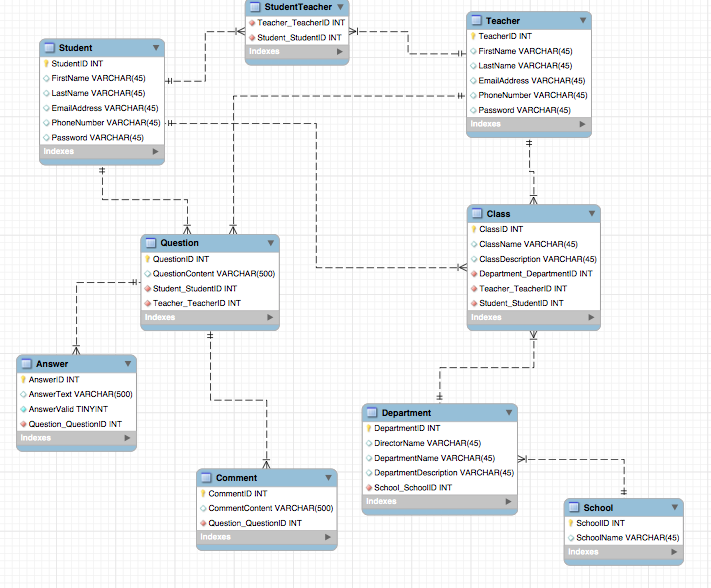 StudentTeacher
Teacher_TeacherID INT
Student_StudentID INT
Indexes
Teacher
TeacherID INT
FirstName VARCHAR(45)
LastName VARCHAR(45)
EmailAddress VARCHAR(45)
PhoneNumber VARCHAR(45)
Password VARCHAR(45)
Indexes
Student
StudentID INT
FirstName VARCHAR(45)
LastName VARCHAR(45)
EmailAddress VARCHAR(45)
PhoneNumber VARCHAR(45)
Password VARCHAR(45)
Indexes
Class
ClassID INT
ClassName VARCHAR(45)
ClassDescription VARCHAR(45)
Department_DepartmentID INT
Teacher_TeacherID INT
Student_StudentID INT
Indexes
Question
QuestionID INT
QuestionContent VARCHAR(500)
Student_StudentID INT
Teacher_TeacherID INT
Indexes
Answer
AnswerID INT
AnswerText VARCHAR(500)
AnswerValid TINYINT
Question_QuestionID INT
Indexes
Department
DepartmentID INT
DirectorName VARCHAR(45)
DepartmentName VARCHAR(45)
DepartmentDescription VARCHAR(45)
School_SchoolID INT
Indexes
Comment
CommentID INT
CommentContent VARCHAR(500)
Question_QuestionID INT
Indexes
School
SchoolID INT
SchoolName VARCHAR(45)
Indexes